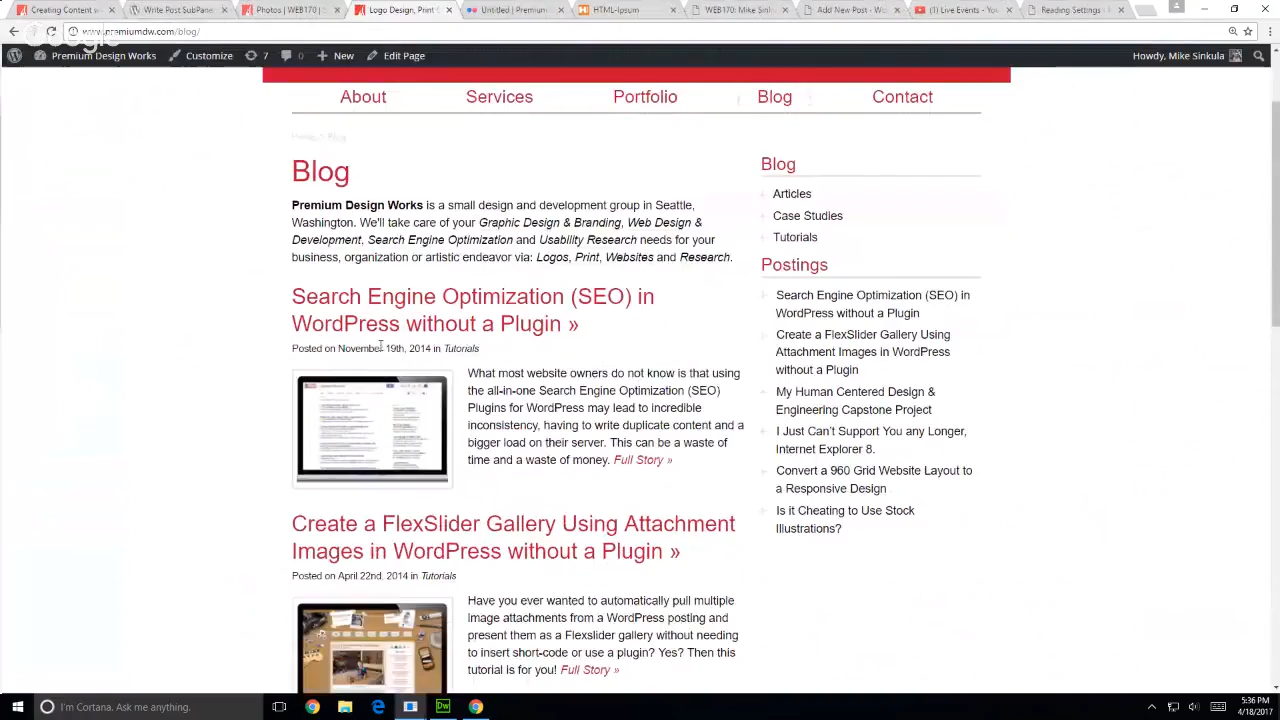 Creating Content w
Write Post SubPane
Photos | WEB170 |
Logo Design, Print
Untitled | Premium
HTML-Ipsum
WEB170: Mike Sinku
Add New Post ‹ Wo
(1) Live Events - You
Reading Settings ‹
www.premiumdw.com/blog/
Premium Design Works
Customize
7
0
New
Edit Page
Howdy, Mike Sinkula
About
Services
Portfolio
Blog
Contact
Blog
Premium Design Works is a small design and development group in Seattle,
Washington. We'll take care of your Graphic Design & Branding, Web Design &
Development, Search Engine Optimization and Usability Research needs for your
business, organization or artistic endeavor via: Logos, Print, Websites and Research.
Search Engine Optimization (SEO) in
WordPress without a Plugin »
Posted on November 19th, 2014 in Tutorials
What most website owners do not know is that using
the all-in-one Search Engine Optimization (SEO)
Plugins for WordPress may lead to incredible
inconsistency, having to write duplicate content and a
bigger load on their server. This can be a waste of
time and a waste of money. Full Story »
Create a FlexSlider Gallery Using Attachment
Images in WordPress without a Plugin »
Posted on April 22nd, 2014 in Tutorials
Have you ever wanted to automatically pull multiple
image attachments from a WordPress posting and
present them as a Flexslider gallery without needing
to insert short-code or use a plugin? Yes? Then this
tutorial is for you! Full Story »
Blog
Articles
Case Studies
Tutorials
Postings
Search Engine Optimization (SEO) in
WordPress without a Plugin
Create a FlexSlider Gallery Using
Attachment Images in WordPress
without a Plugin
My Human Centered Design &
Engineering Capstone Project
I Just Can't Support You any Longer,
Internet Explorer 8.
Convert a 960 Grid Website Layout to
a Responsive Design
Is it Cheating to Use Stock
Illustrations?
I'm Cortana. Ask me anything.
Dw
5:36 PM
4/18/2017